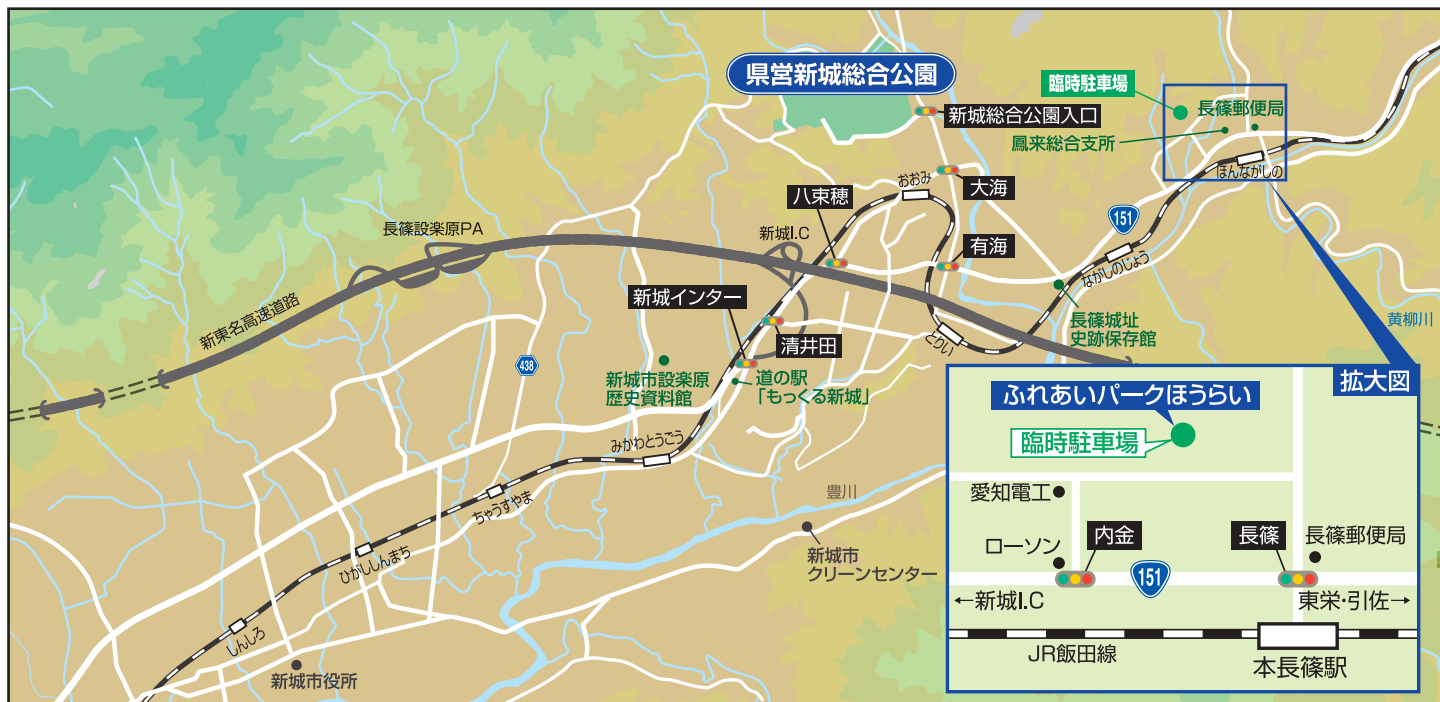 県営新城総合公園
臨時駐車場
長篠郵便局
新城総合公園入口
鳳来総合支所
ほんながしの
大海
おおみ
八束穂
151
長篠設楽原PA
新城I.C
有海
ながしのじょう
新城インター
新東名高速道路
長篠城址
史跡保存館
黄柳川
清井田
とりい
438
新城市設楽原
歴史資料館
道の駅
「もっくる新城」
みかわとうごう
豊川
ちゃうすやま
新城市
クリーンセンター
ひがししんまち
しんしろ
新城市役所
拡大図
ふれあいパークほうらい
臨時駐車場
愛知電工
ローソン
内金
長篠
長篠郵便局
151
←新城I.C
東栄・引佐→
JR飯田線
本長篠駅